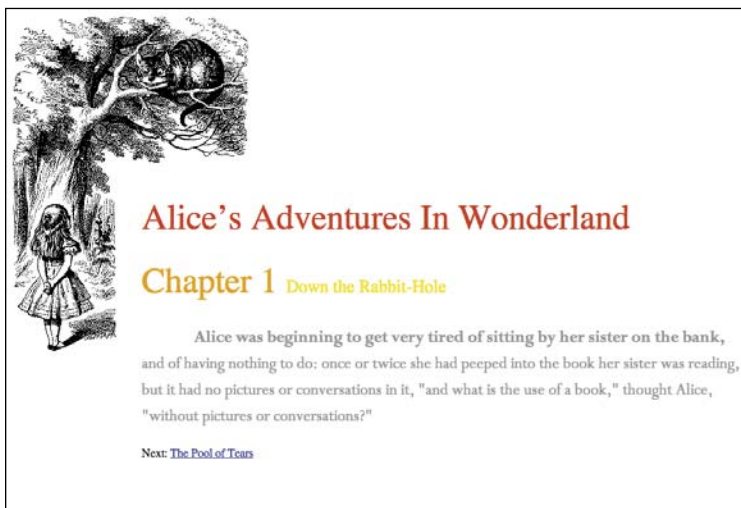 Alice’s Adventures In Wonderland
Chapter 1 Down the Rabbit-Hole
Alice was beginning to get very tired of sitting by her sister on the bank,
and of having nothing to do: once or twice she had peeped into the book her sister was reading,
but it had no pictures or conversations in it, "and what is the use of a book," thought Alice,
"without pictures or conversations?"
Next: The Pool of Tears